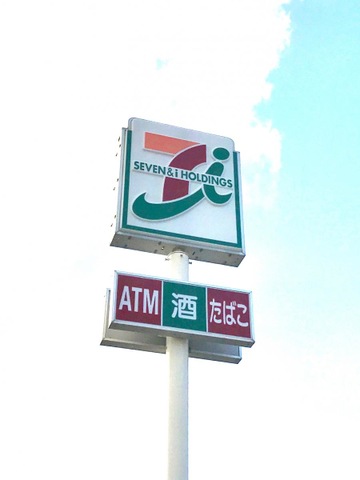 SEVEN&i HOLDINGS
ATM 酒 たばこ